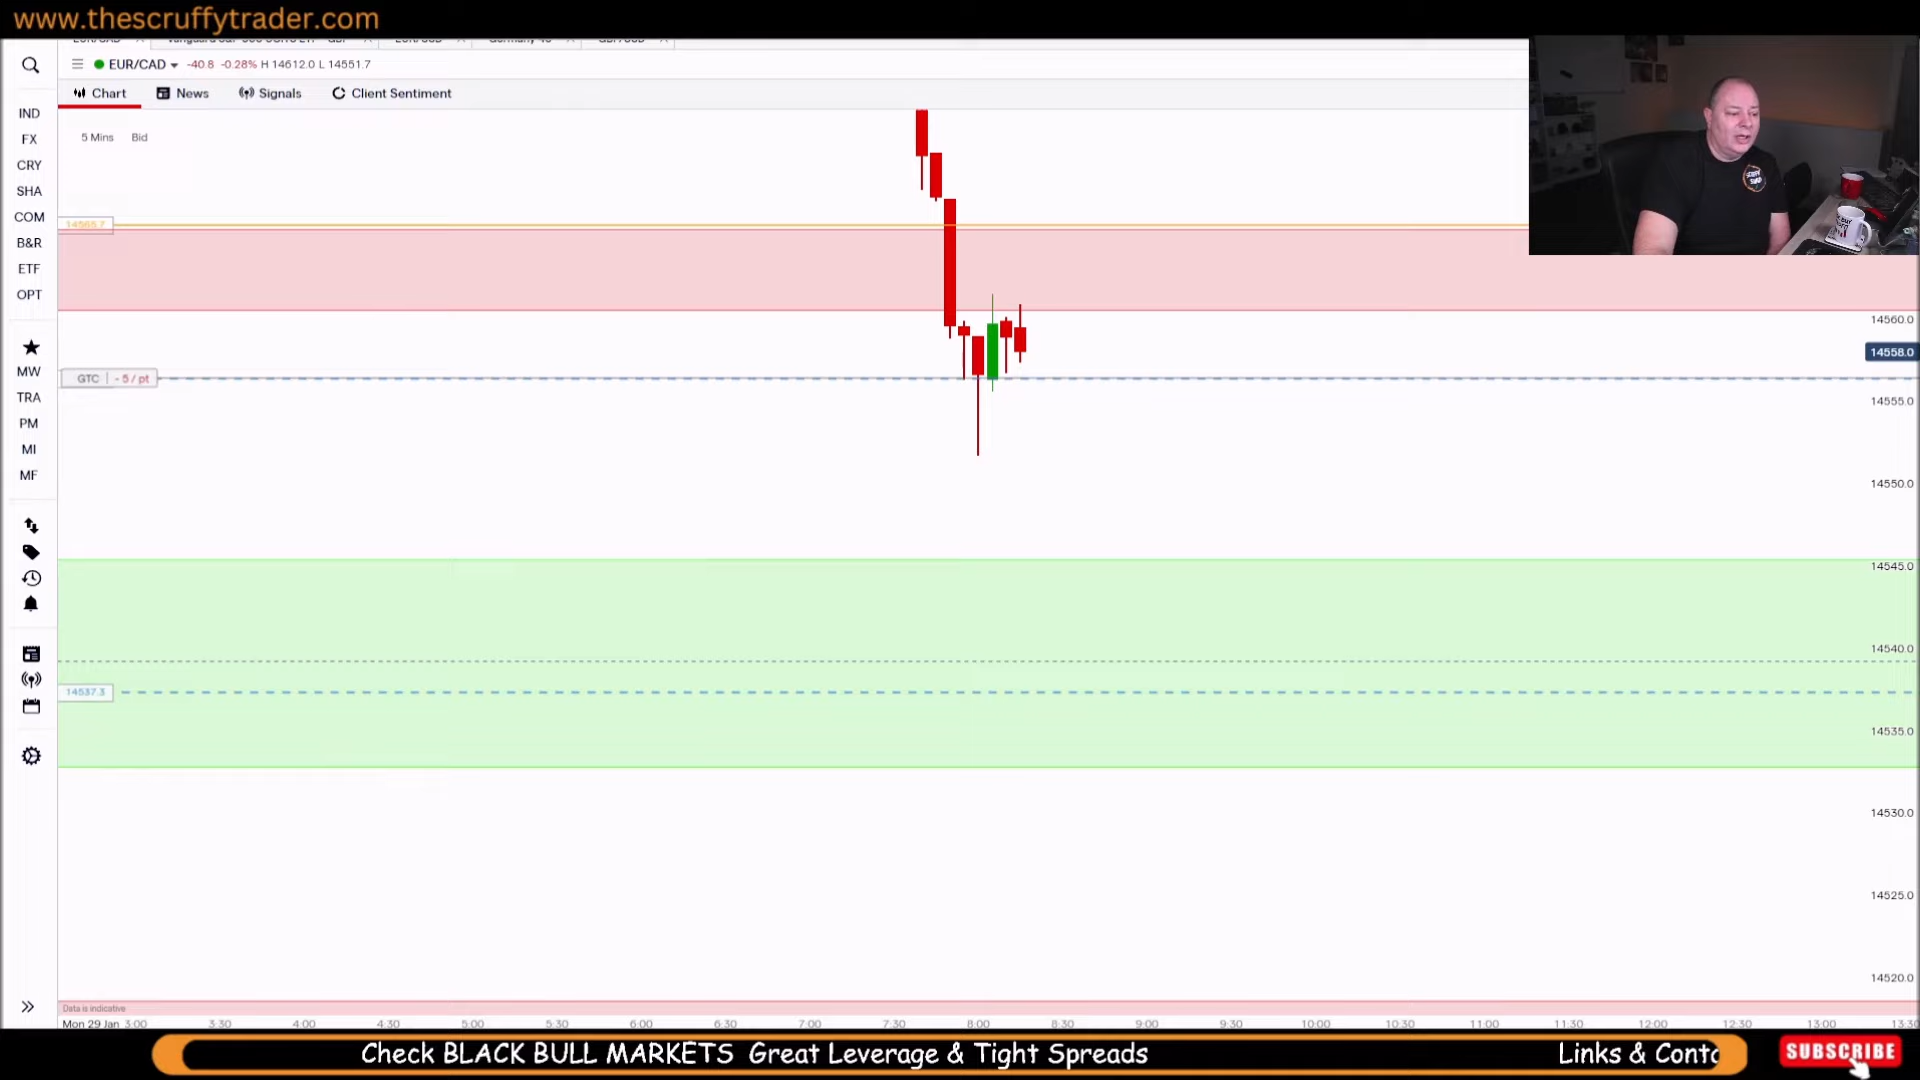 www.thescruffytrader.com
EUR/CAD -40.8 -0.28% H 14612.0 L 14551.7
Chart News Signals Client Sentiment
5 Mins Bid
IND
FX
CRY
SHA
COM
B&R
ETF
OPT
MW
TRA
PM
MI
MF
14565.7
GTC - 5 / pt
14537.3
14560.0
14558.0
14555.0
14550.0
14545.0
14540.0
14535.0
14530.0
14525.0
14520.0
Data is indicative
Mon 29 Jan 3:00 3:30 4:00 4:30 5:00 5:30 6:00 6:30 7:00 7:30 8:00 8:30 9:00 9:30 10:00 10:30 11:00 11:30 12:00 12:30 13:00 13:30
Check BLACK BULL MARKETS Great Leverage & Tight Spreads
Links & Conto
SUBSCRIBE